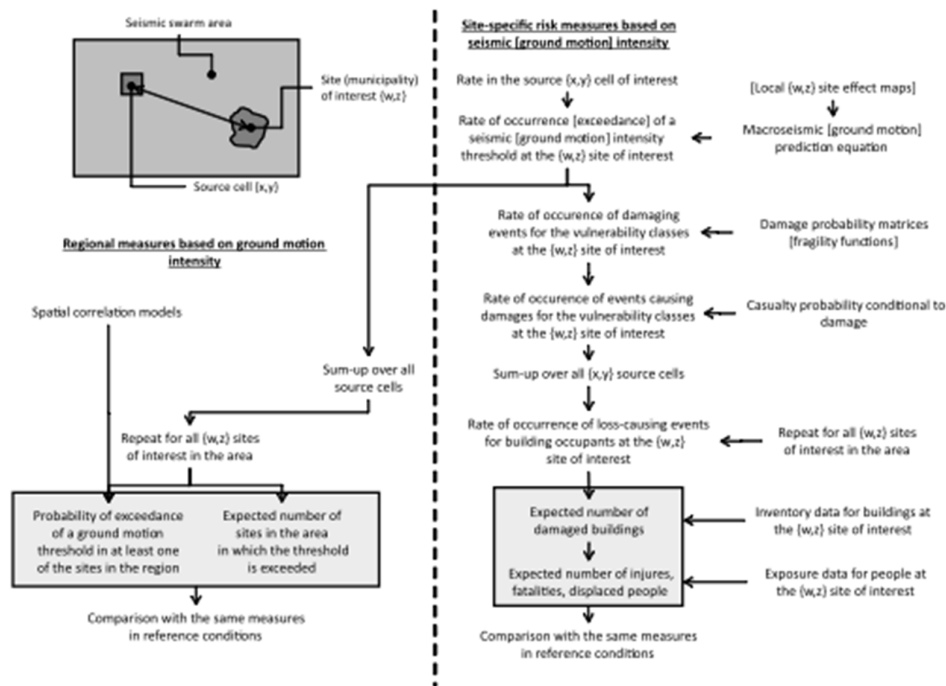 Seismic swarm area
Site (municipality)
of interest {w,z}
Source cell {x,y}
Regional measures based on ground motion
intensity
Spatial correlation models
Sum-up over all
source cells
Repeat for all {w,z} sites
of interest in the area
Probability of exceedance
of a ground motion
threshold in at least one
of the sites in the region
Expected number of
sites in the area
in which the threshold
is exceeded
Comparison with the same measures
in reference conditions
Site-specific risk measures based on
seismic [ground motion] intensity
Rate in the source {x,y} cell of interest
[Local {w,z} site effect maps]
Rate of occurrence [exceedance] of a
seismic [ground motion] intensity
threshold at the {w,z} site of interest
Macroseismic [ground motion]
prediction equation
Rate of occurence of damaging
events for the vulnerability classes
at the {w,z} site of interest
Damage probability matrices
[fragility functions]
Rate of occurence of events causing
damages for the vulnerability classes
at the {w,z} site of interest
Casualty probability conditional to
damage
Sum-up over all {x,y} source cells
Rate of occurrence of loss-causing events
for building occupants at the {w,z}
site of interest
Repeat for all {w,z} sites
of interest in the area
Expected number of
damaged buildings
Inventory data for buildings at
the {w,z} site of interest
Expected number of injures,
fatalities, displaced people
Exposure data for people at
the {w,z} site of interest
Comparison with the same measures
in reference conditions